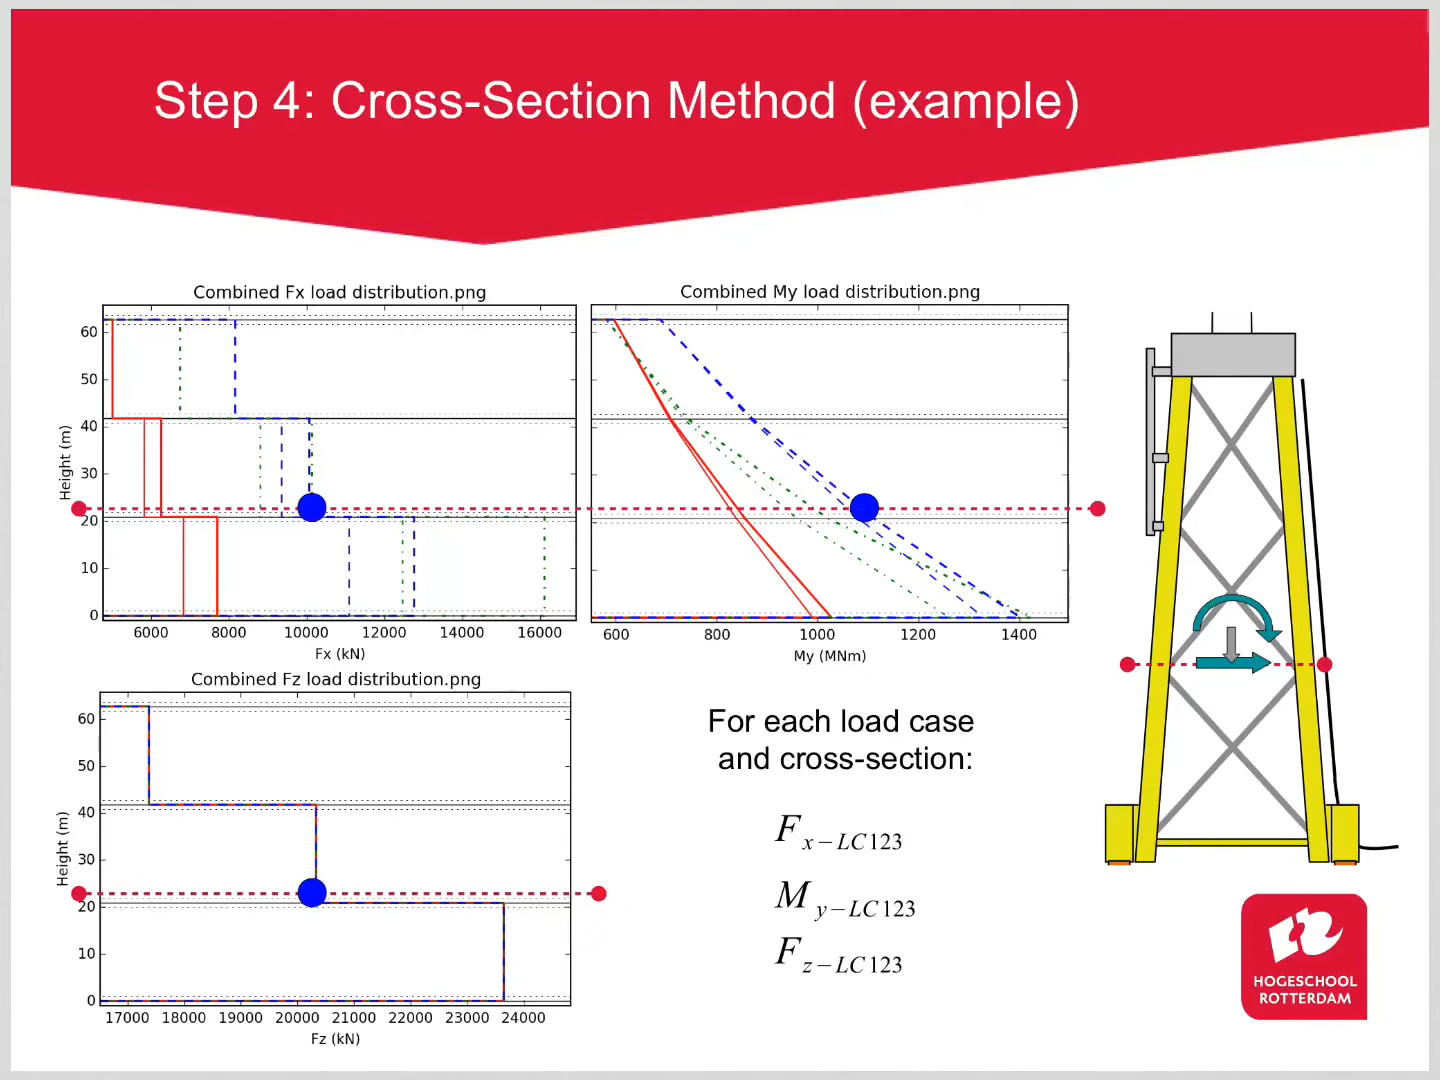 Step 4: Cross-Section Method (example)
Combined Fx load distribution.png
60
50
40
30
20
10
0
Height (m)
6000 8000 10000 12000 14000 16000
Fx (kN)
Combined My load distribution.png
600 800 1000 1200 1400
My (MNm)
Combined Fz load distribution.png
60
50
40
30
20
10
0
Height (m)
17000 18000 19000 20000 21000 22000 23000 24000
Fz (kN)
For each load case
and cross-section:
F x−LC123
M y−LC123
F z−LC123
HOGESCHOOL
ROTTERDAM